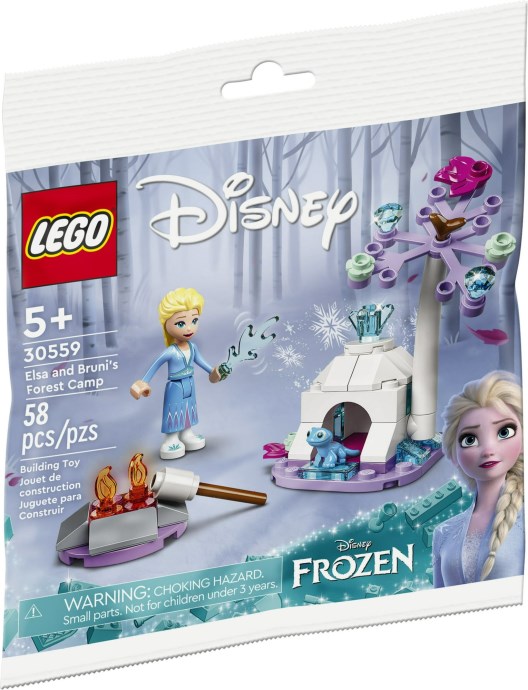 LEGO
Disney
5+
30559
Elsa and Bruni's
Forest Camp
58
pcs/pzs
Building Toy
Jouet de
construction
Juguete para
Construir
Disney
FROZEN
WARNING: CHOKING HAZARD.
Small parts. Not for children under 3 years.